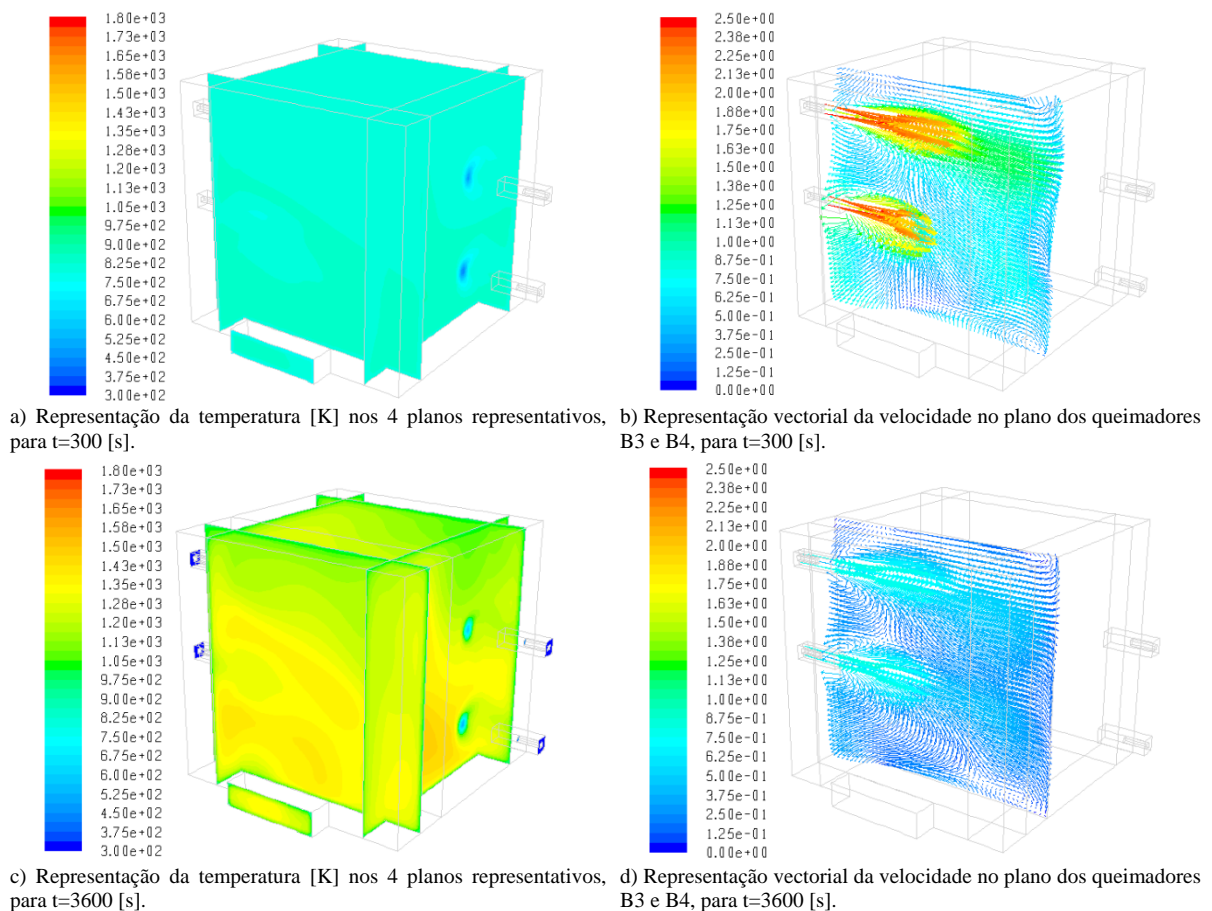 1.80e+03
1.73e+03
1.65e+03
1.58e+03
1.50e+03
1.43e+03
1.35e+03
1.28e+03
1.20e+03
1.13e+03
1.05e+03
9.75e+02
9.00e+02
8.25e+02
7.50e+02
6.75e+02
6.00e+02
5.25e+02
4.50e+02
3.75e+02
3.00e+02
2.50e+00
2.38e+00
2.25e+00
2.13e+00
2.00e+00
1.88e+00
1.75e+00
1.63e+00
1.50e+00
1.38e+00
1.25e+00
1.13e+00
1.00e+00
8.75e-01
7.50e-01
6.25e-01
5.00e-01
3.75e-01
2.50e-01
1.25e-01
0.00e+00
a) Representação da temperatura [K] nos 4 planos representativos,
para t=300 [s].
b) Representação vectorial da velocidade no plano dos queimadores
B3 e B4, para t=300 [s].
1.80e+03
1.73e+03
1.65e+03
1.58e+03
1.50e+03
1.43e+03
1.35e+03
1.28e+03
1.20e+03
1.13e+03
1.05e+03
9.75e+02
9.00e+02
8.25e+02
7.50e+02
6.75e+02
6.00e+02
5.25e+02
4.50e+02
3.75e+02
3.00e+02
2.50e+00
2.38e+00
2.25e+00
2.13e+00
2.00e+00
1.88e+00
1.75e+00
1.63e+00
1.50e+00
1.38e+00
1.25e+00
1.13e+00
1.00e+00
8.75e-01
7.50e-01
6.25e-01
5.00e-01
3.75e-01
2.50e-01
1.25e-01
0.00e+00
c) Representação da temperatura [K] nos 4 planos representativos,
para t=3600 [s].
d) Representação vectorial da velocidade no plano dos queimadores
B3 e B4, para t=3600 [s].